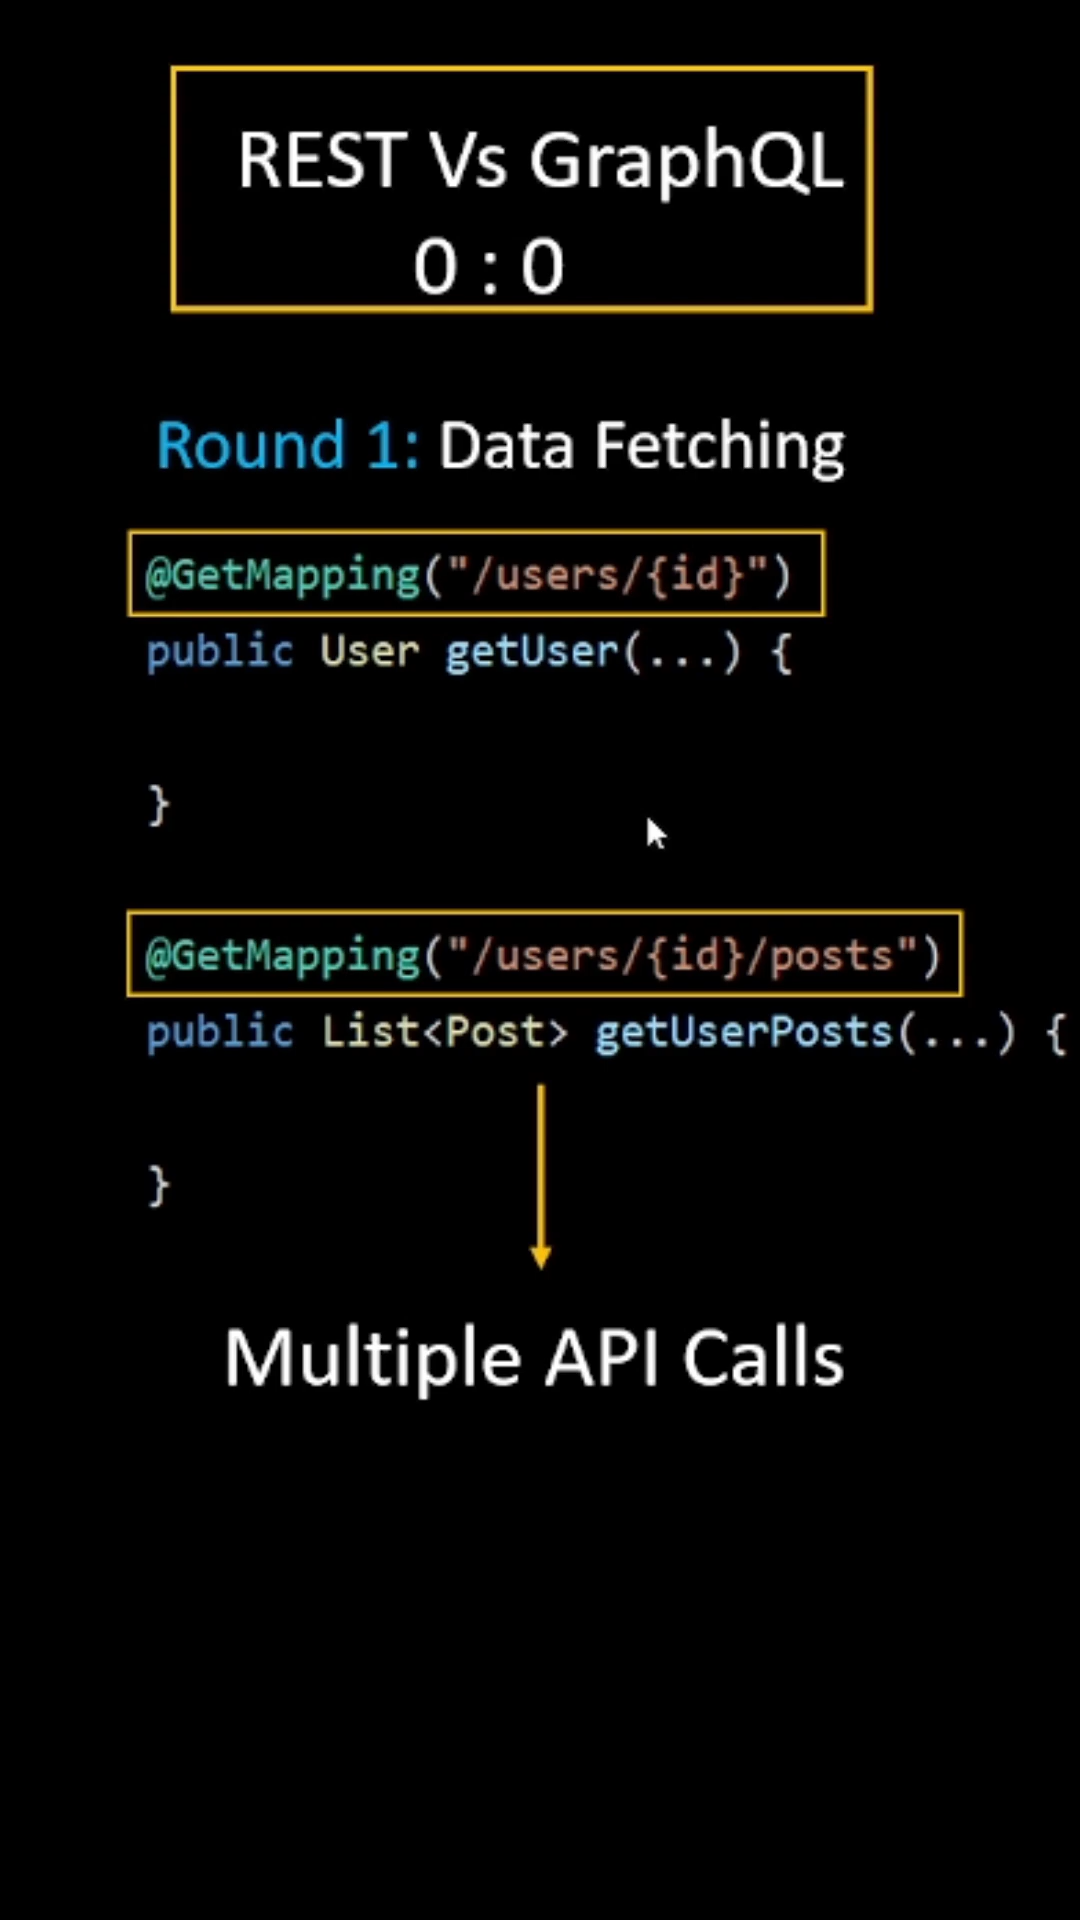 REST Vs GraphQL
0 : 0
Round 1: Data Fetching
@GetMapping("/users/{id}")
public User getUser(...) {
}
@GetMapping("/users/{id}/posts")
public List<Post> getUserPosts(...) {
}
Multiple API Calls